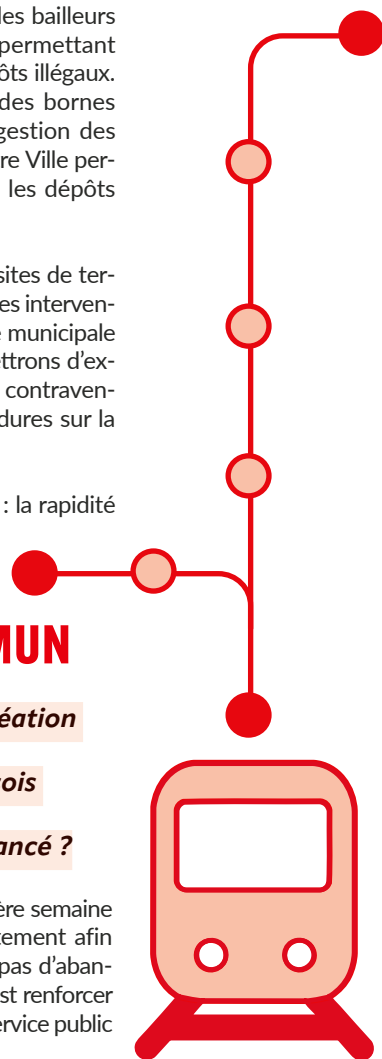 des bailleurs
permettant
ôts illégaux.
des bornes
gestion des
re Ville per-
les dépôts
sites de ter-
es interven-
e municipale
ettrons d'ex-
contraven-
dures sur la
: la rapidité
MUN
éation
ois
ancé ?
ère semaine
tement afin
pas d'aban-
st renforcer
ervice public